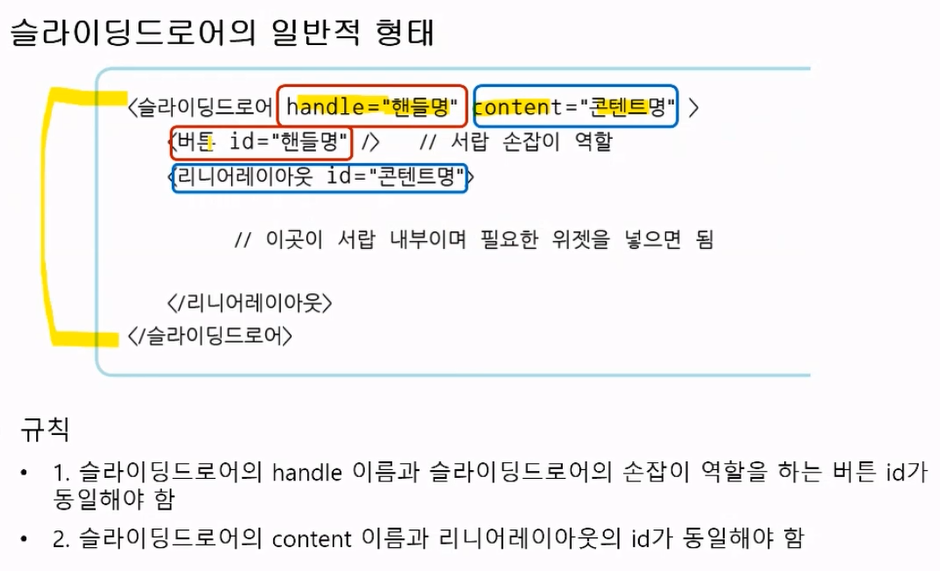 슬라이딩드로어의 일반적 형태
<슬라이딩드로어 handle="핸들명" content="콘텐트명" >
<버튼 id="핸들명" /> // 서랍 손잡이 역할
<리니어레이아웃 id="콘텐트명">
// 이곳이 서랍 내부이며 필요한 위젯을 넣으면 됨
</리니어레이아웃>
</슬라이딩드로어>
규칙
• 1. 슬라이딩드로어의 handle 이름과 슬라이딩드로어의 손잡이 역할을 하는 버튼 id가
동일해야 함
• 2. 슬라이딩드로어의 content 이름과 리니어레이아웃의 id가 동일해야 함